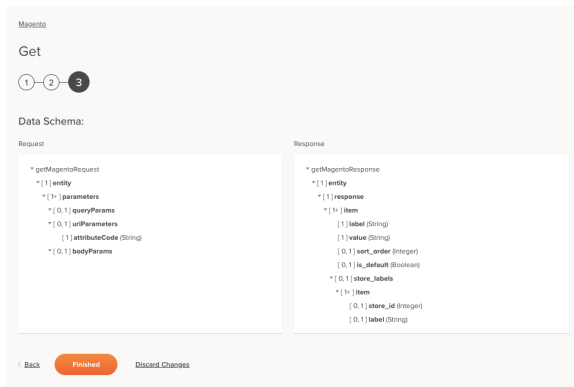 Magento
Get
1 2 3
Data Schema:
Request
Response
getMagentoRequest
[ 1 ] entity
[ 1+ ] parameters
[ 0, 1 ] queryParams
[ 0, 1 ] urlParameters
[ 1 ] attributeCode (String)
[ 0, 1 ] bodyParams
getMagentoResponse
[ 1 ] entity
[ 1 ] response
[ 1+ ] item
[ 1 ] label (String)
[ 1 ] value (String)
[ 0, 1 ] sort_order (Integer)
[ 0, 1 ] is_default (Boolean)
[ 0, 1 ] store_labels
[ 1+ ] item
[ 0, 1 ] store_id (Integer)
[ 0, 1 ] label (String)
< Back Finished Discard Changes